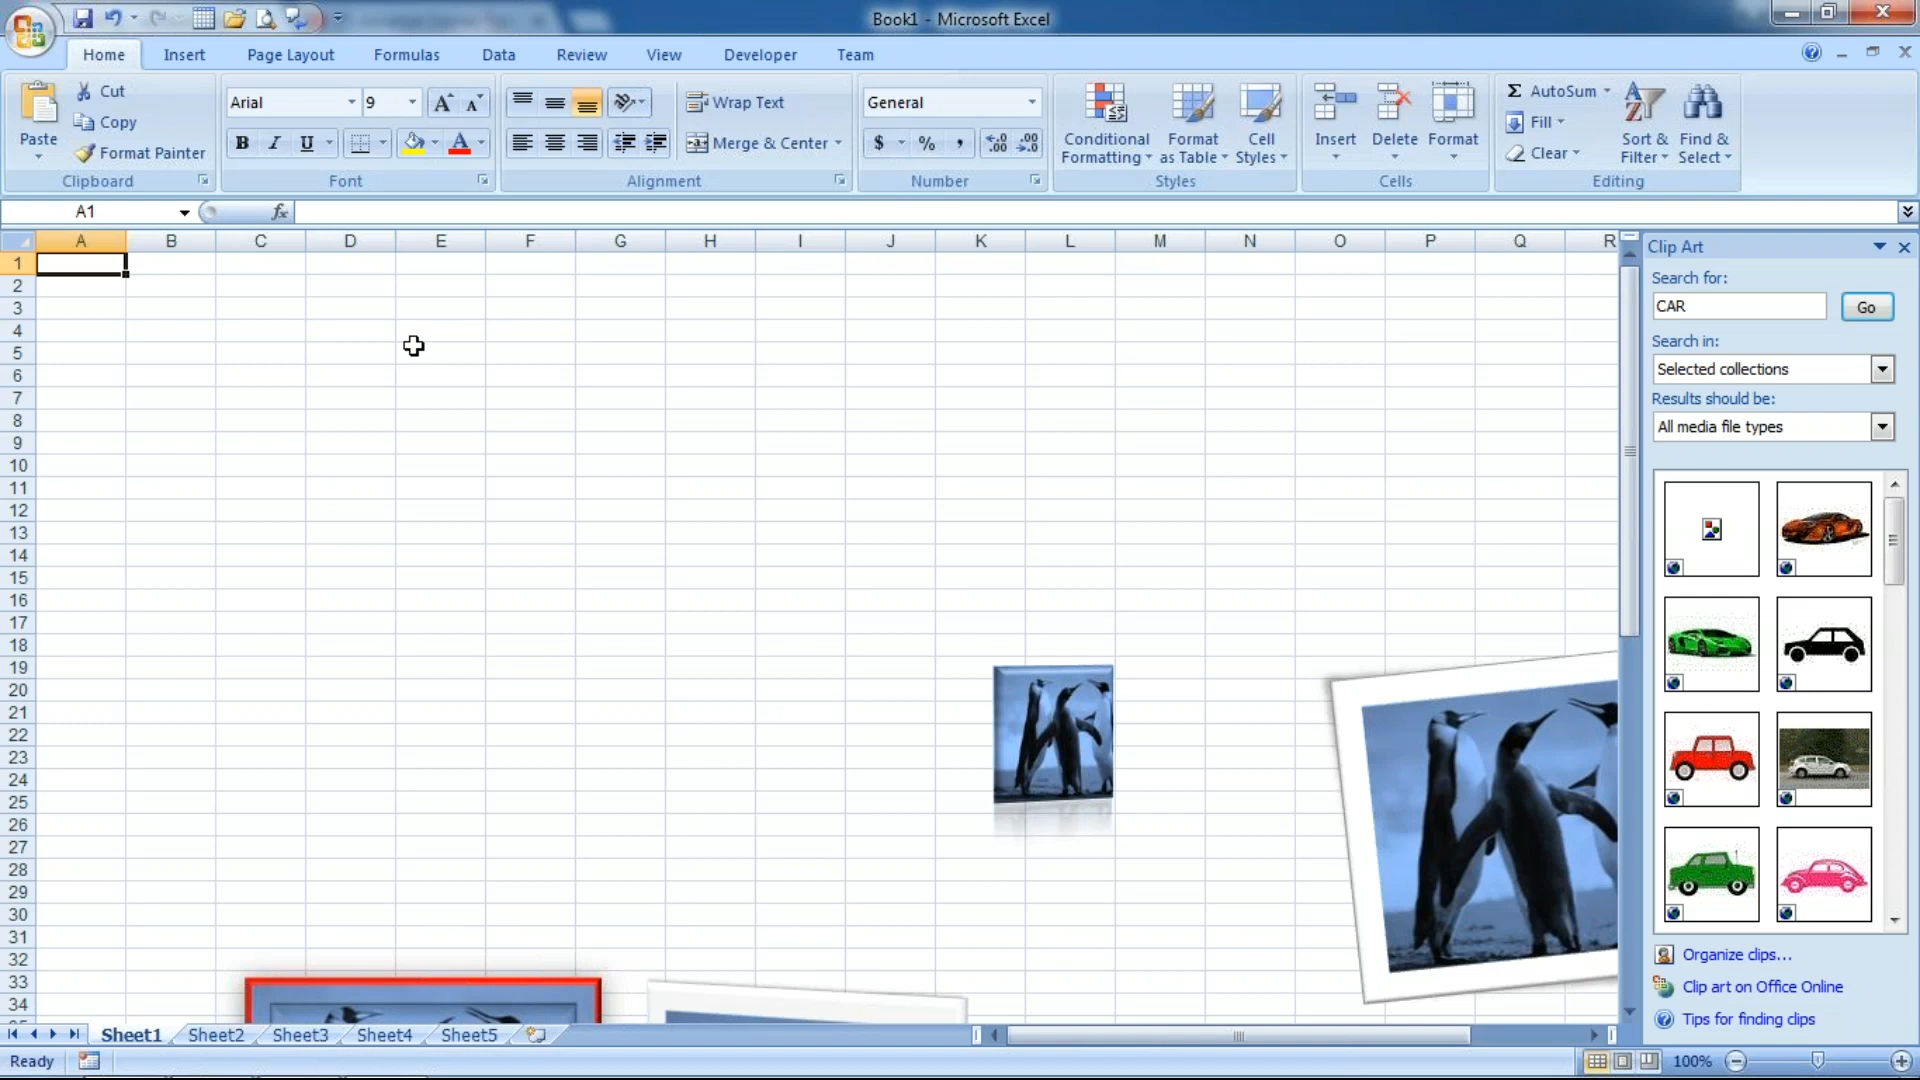 Book1 - Microsoft Excel
Home Insert Page Layout Formulas Data Review View Developer Team
Paste
Cut
Copy
Format Painter
Clipboard
Arial 9
B I U
Font
Wrap Text
Merge & Center
Alignment
General
$ % ,
Number
Conditional Formatting
Format as Table
Cell Styles
Styles
Insert Delete Format
Cells
Σ AutoSum
Fill
Clear
Sort & Filter
Find & Select
Editing
A1 fx
A B C D E F G H I J K L M N O P Q R
1
2
3
4
5
6
7
8
9
10
11
12
13
14
15
16
17
18
19
20
21
22
23
24
25
26
27
28
29
30
31
32
33
34
Clip Art
Search for:
CAR Go
Search in:
Selected collections
Results should be:
All media file types
Organize clips...
Clip art on Office Online
Tips for finding clips
Sheet1 Sheet2 Sheet3 Sheet4 Sheet5
Ready 100%